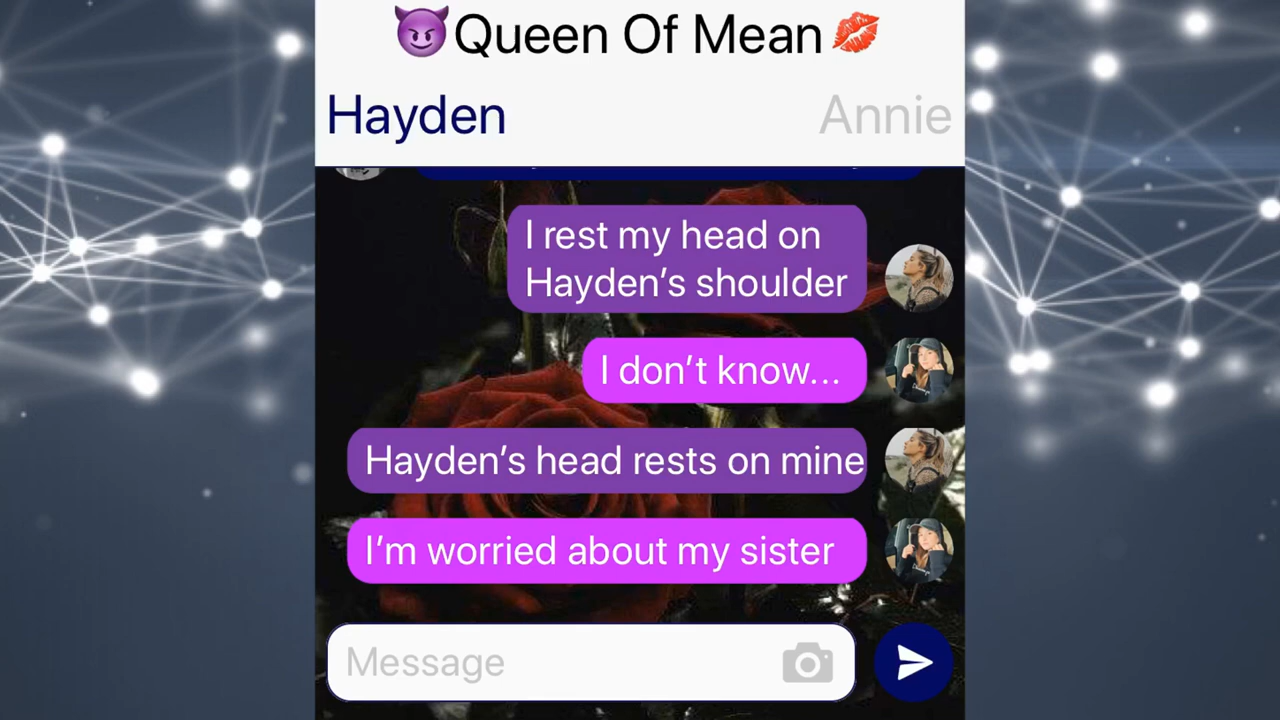 😈Queen Of Mean💋
Hayden
Annie
I rest my head on
Hayden’s shoulder
I don’t know...
Hayden’s head rests on mine
I’m worried about my sister
Message